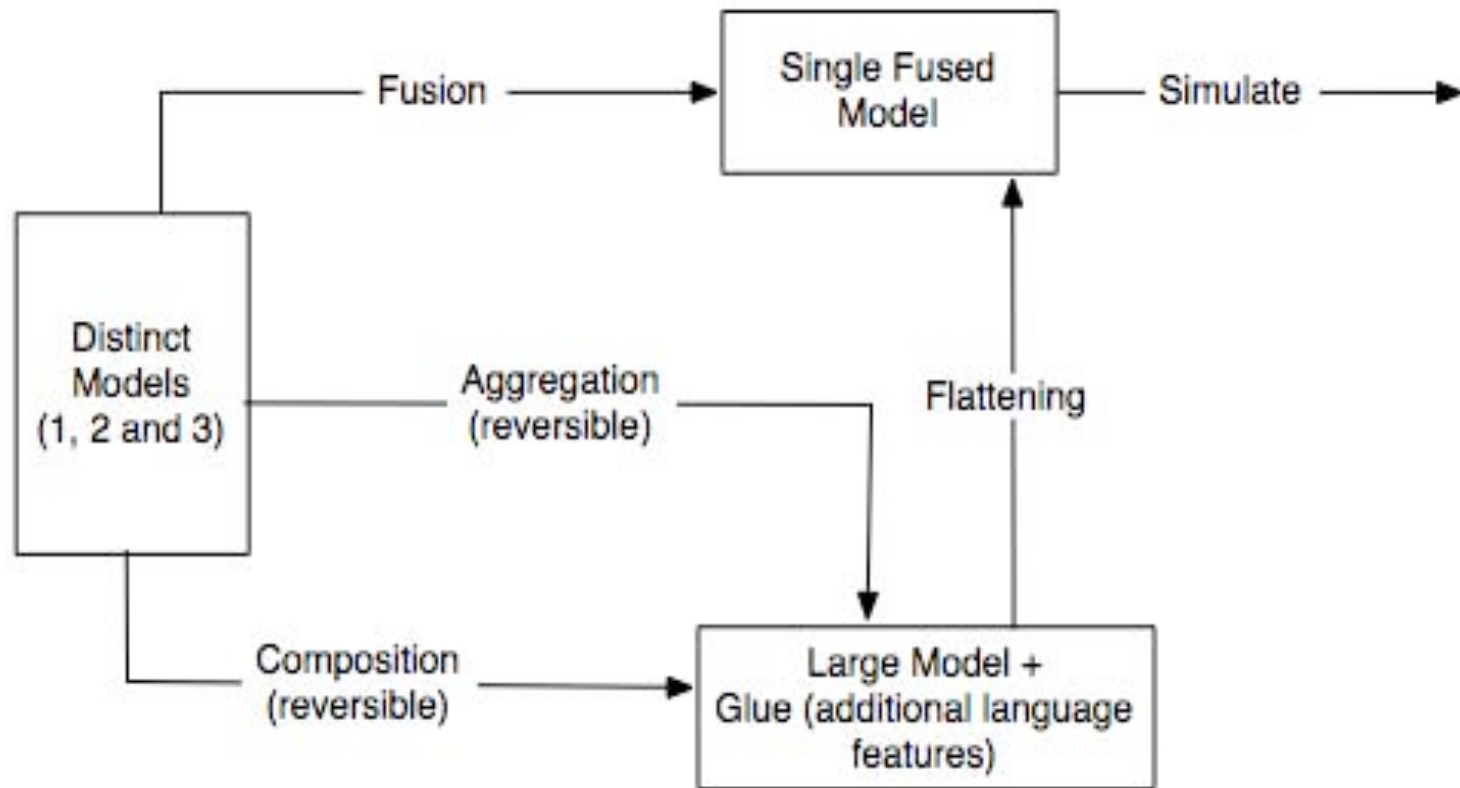 Fusion
Single Fused
Model
Simulate
Distinct
Models
(1, 2 and 3)
Aggregation
(reversible)
Flattening
Composition
(reversible)
Large Model +
Glue (additional language
features)